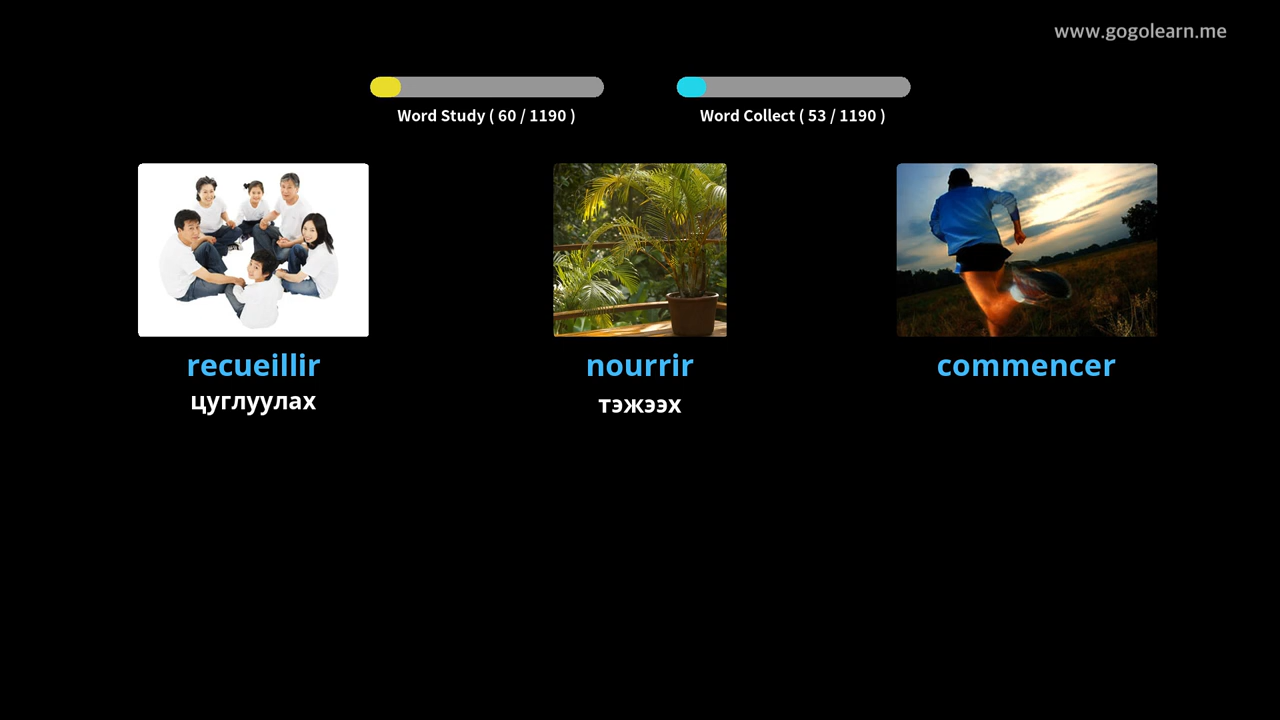 www.gogolearn.me
Word Study ( 60 / 1190 )
Word Collect ( 53 / 1190 )
recueillir
nourrir
commencer
цуглуулах
тэжээх